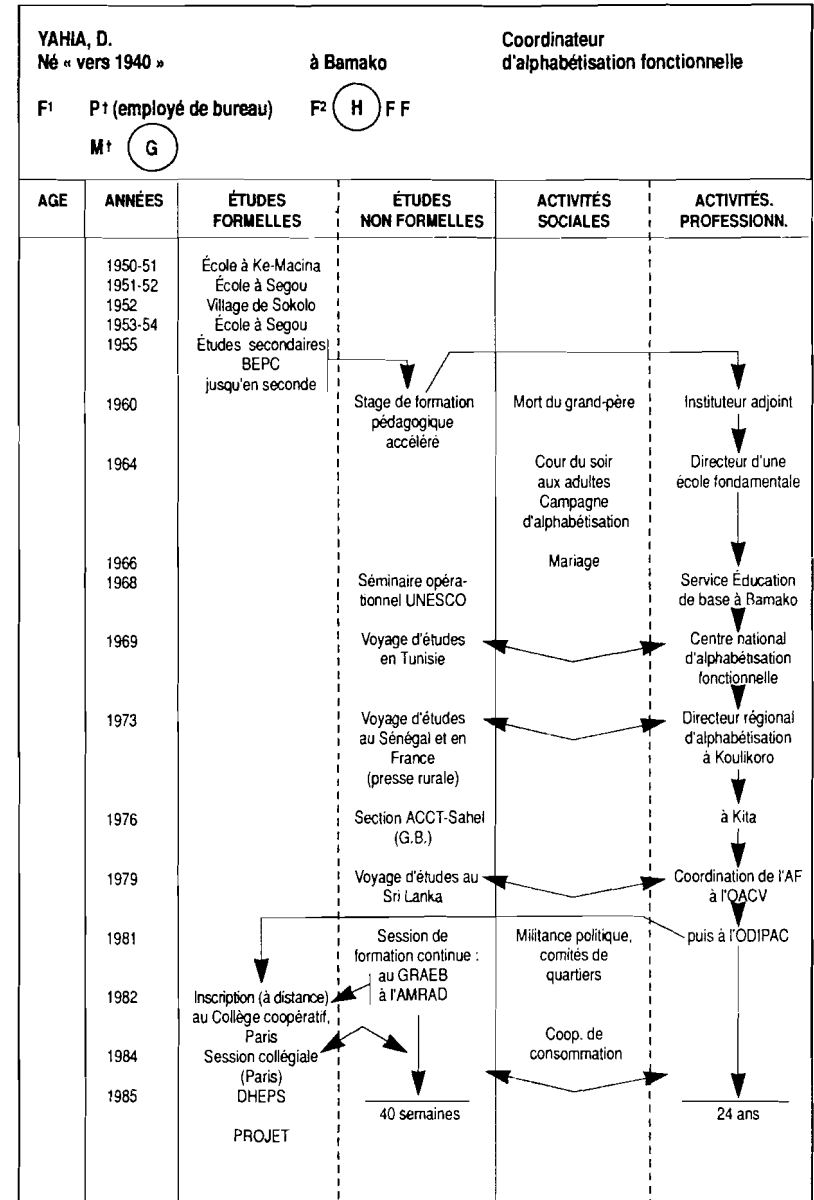 YAHIA, D.
Né « vers 1940 »
à Bamako
Coordinateur
d'alphabétisation fonctionnelle
F1 P† (employé de bureau) F2 H F F
M† G
AGE
ANNÉES
ÉTUDES
FORMELLES
ÉTUDES
NON FORMELLES
ACTIVITÉS
SOCIALES
ACTIVITÉS.
PROFESSIONN.
1950-51 École à Ke-Macina
1951-52 École à Segou
1952 Village de Sokolo
1953-54 École à Segou
1955 Études secondaires
BEPC
jusqu'en seconde
1960
Stage de formation
pédagogique
accéléré
Mort du grand-père
Instituteur adjoint
1964
Cour du soir
aux adultes
Campagne
d'alphabétisation
Directeur d'une
école fondamentale
1966
Mariage
1968
Séminaire opéra-
tionnel UNESCO
Service Éducation
de base à Bamako
1969
Voyage d'études
en Tunisie
Centre national
d'alphabétisation
fonctionnelle
1973
Voyage d'études
au Sénégal et en
France
(presse rurale)
Directeur régional
d'alphabétisation
à Koulikoro
1976
Section ACCT-Sahel
(G.B.)
à Kita
1979
Voyage d'études au
Sri Lanka
Coordination de l'AF
à l'OACV
1981
Session de
formation continue :
au GRAEB
à l'AMRAD
Militance politique,
comités de
quartiers
puis à l'ODIPAC
1982
Inscription (à distance)
au Collège coopératif,
Paris
1984
Session collégiale
(Paris)
Coop. de
consommation
1985
DHEPS
40 semaines
24 ans
PROJET